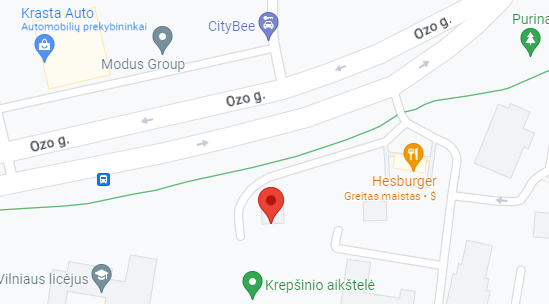 Krasta Auto
Automobilių prekybininkai
CityBee
Ozo g.
Purina
Modus Group
Ozo g.
Ozo g.
Hesburger
Greitas maistas • $
Vilniaus licėjus
Krepšinio aikštelė